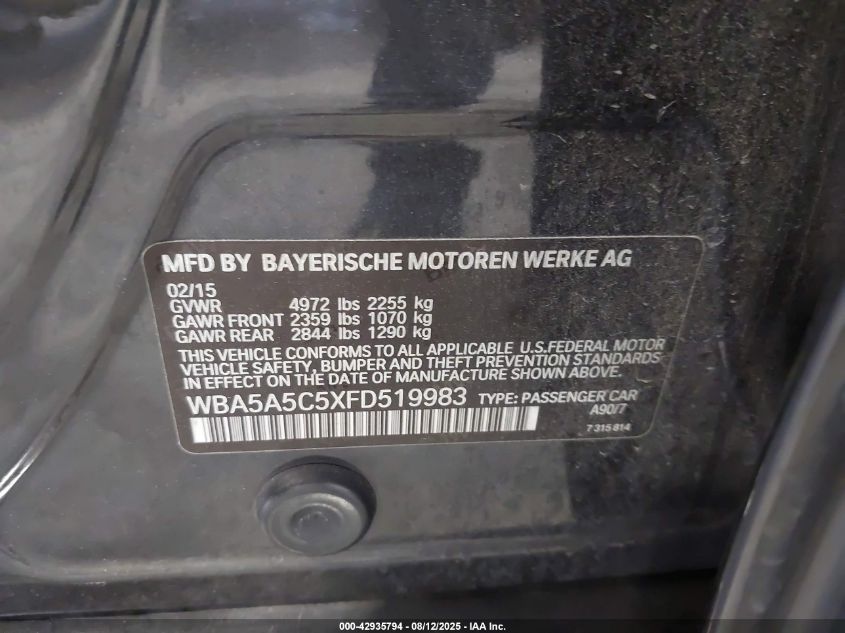 MFD BY BAYERISCHE MOTOREN WERKE AG
02/15
GVWR 4972 lbs 2255 kg
GAWR FRONT 2359 lbs 1070 kg
GAWR REAR 2844 lbs 1290 kg
THIS VEHICLE CONFORMS TO ALL APPLICABLE U.S.FEDERAL MOTOR
VEHICLE SAFETY, BUMPER AND THEFT PREVENTION STANDARDS
IN EFFECT ON THE DATE OF MANUFACTURE SHOWN ABOVE.
WBA5A5C5XFD519983 TYPE: PASSENGER CAR
A90/7
7 315 814
000-42935794 - 08/12/2025 - IAA Inc.